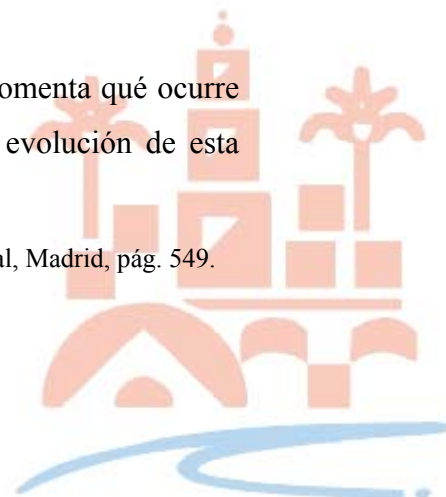 omenta qué ocurre
evolución de esta
al, Madrid, pág. 549.